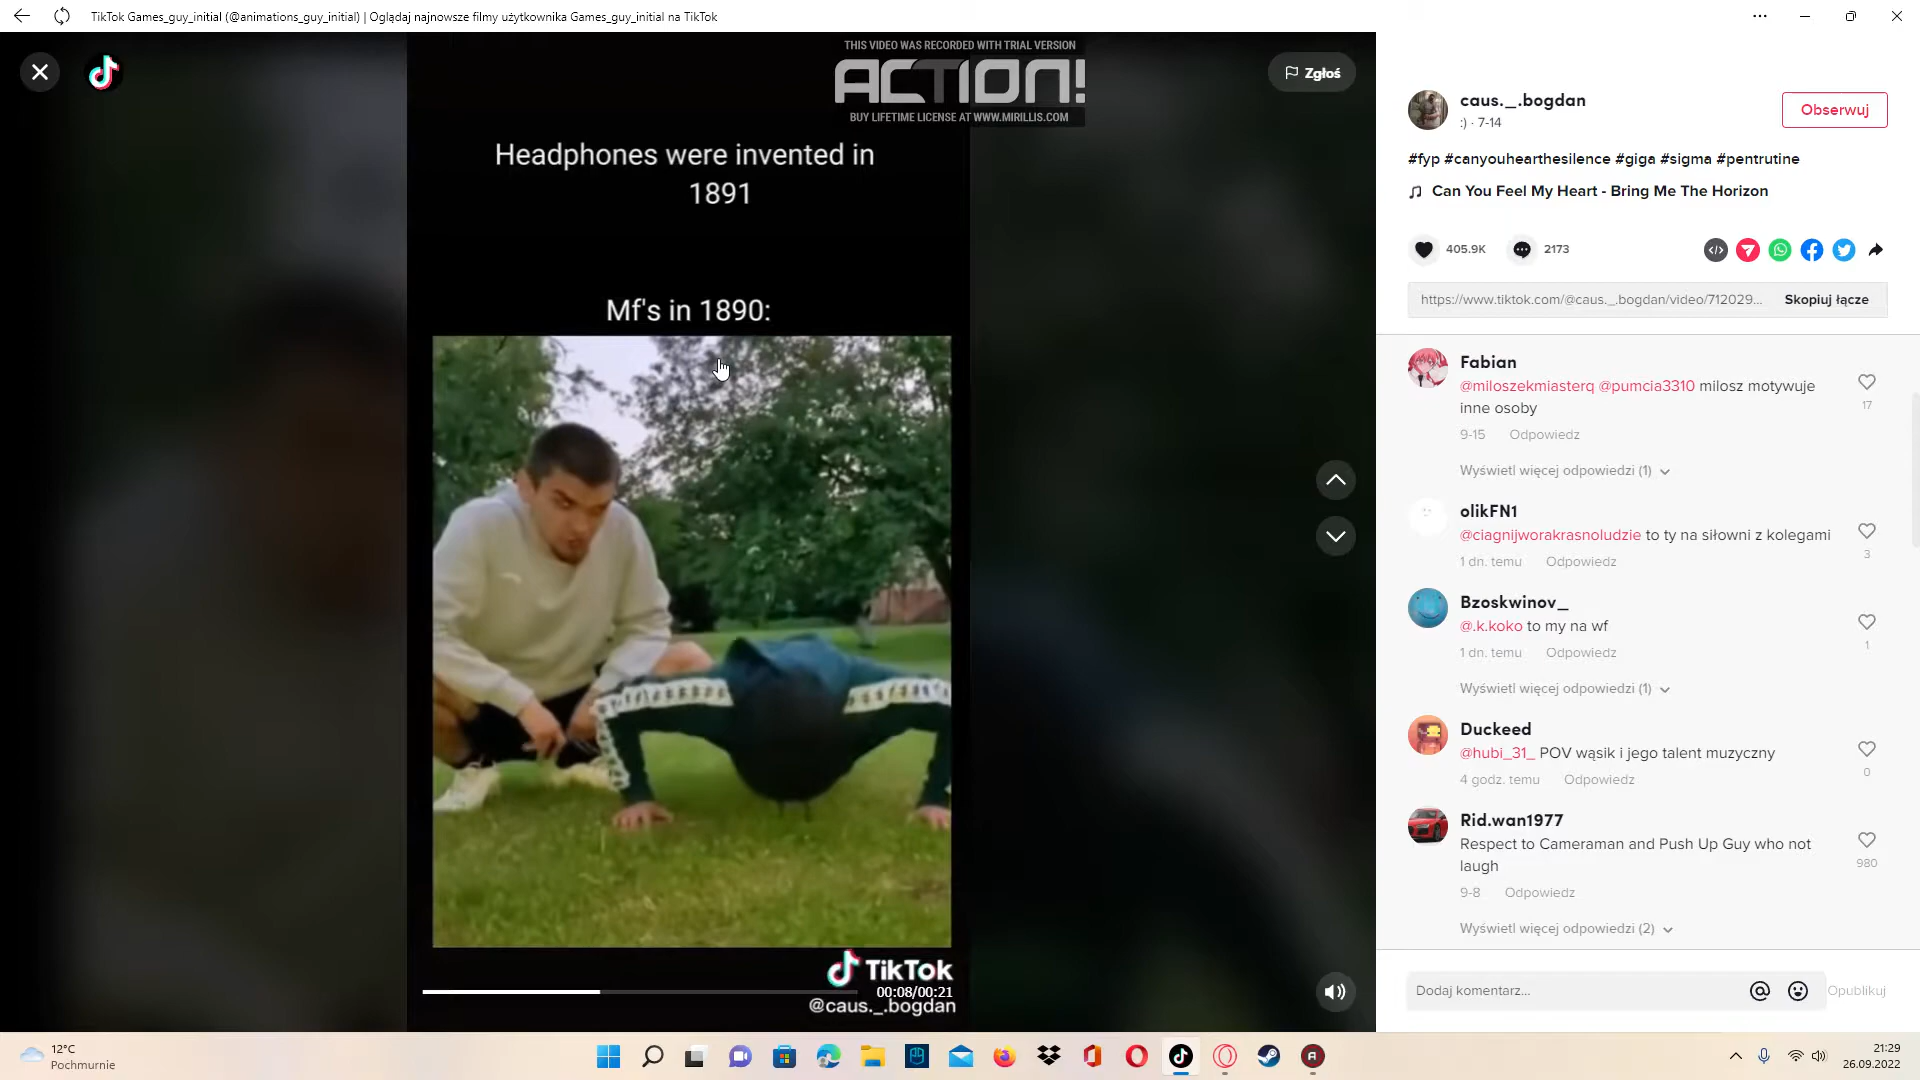 TikTok Games_guy_initial (@animations_guy_initial) | Oglądaj najnowsze filmy użytkownika Games_guy_initial na TikTok
THIS VIDEO WAS RECORDED WITH TRIAL VERSION
ACTION!
BUY LIFETIME LICENSE AT WWW.MIRILLIS.COM
Zgłoś
Headphones were invented in
1891
Mf's in 1890:
TikTok
00:08/00:21
@caus._.bogdan
caus._.bogdan
:) · 7-14
Obserwuj
#fyp #canyouhearthesilence #giga #sigma #pentrutine
Can You Feel My Heart - Bring Me The Horizon
405.9K
2173
https://www.tiktok.com/@caus._.bogdan/video/712029...
Skopiuj łącze
Fabian
@miloszekmiasterq @pumcia3310 milosz motywuje
inne osoby
17
9-15 Odpowiedz
Wyświetl więcej odpowiedzi (1)
olikFN1
@ciagnijworakrasnoludzie to ty na siłowni z kolegami
3
1 dn. temu Odpowiedz
Bzoskwinov_
@.k.koko to my na wf
1
1 dn. temu Odpowiedz
Wyświetl więcej odpowiedzi (1)
Duckeed
@hubi_31_ POV wąsik i jego talent muzyczny
0
4 godz. temu Odpowiedz
Rid.wan1977
Respect to Cameraman and Push Up Guy who not
laugh
980
9-8 Odpowiedz
Wyświetl więcej odpowiedzi (2)
Dodaj komentarz...
Opublikuj
12°C
Pochmurnie
21:29
26.09.2022